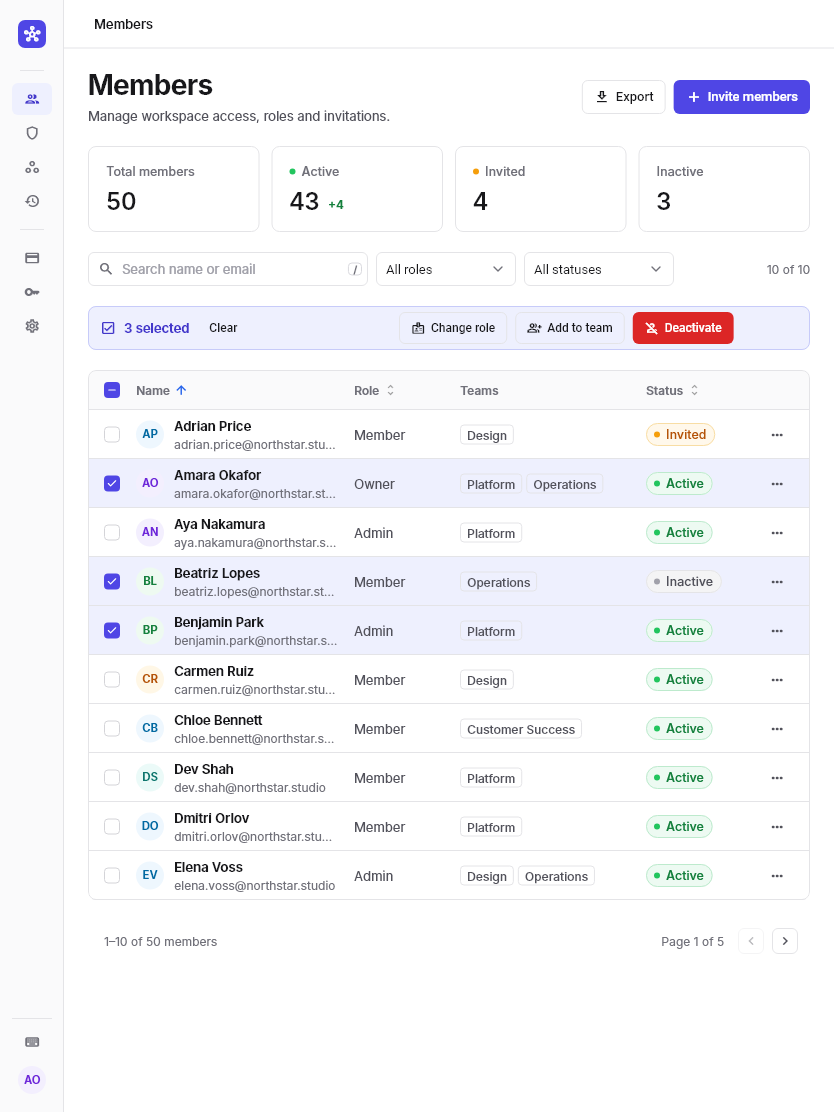 Members
Members
Manage workspace access, roles and invitations.
Export
Invite members
Total members
50
Active
43 +4
Invited
4
Inactive
3
Search name or email /
All roles
All statuses
10 of 10
3 selected
Clear
Change role
Add to team
Deactivate
Name Role Teams Status
AP Adrian Price Member Design Invited
adrian.price@northstar.stu...
AO Amara Okafor Owner Platform Operations Active
amara.okafor@northstar.st...
AN Aya Nakamura Admin Platform Active
aya.nakamura@northstar.s...
BL Beatriz Lopes Member Operations Inactive
beatriz.lopes@northstar.st...
BP Benjamin Park Admin Platform Active
benjamin.park@northstar.s...
CR Carmen Ruiz Member Design Active
carmen.ruiz@northstar.stu...
CB Chloe Bennett Member Customer Success Active
chloe.bennett@northstar.s...
DS Dev Shah Member Platform Active
dev.shah@northstar.studio
DO Dmitri Orlov Member Platform Active
dmitri.orlov@northstar.stu...
EV Elena Voss Admin Design Operations Active
elena.voss@northstar.studio
1–10 of 50 members
Page 1 of 5
AO